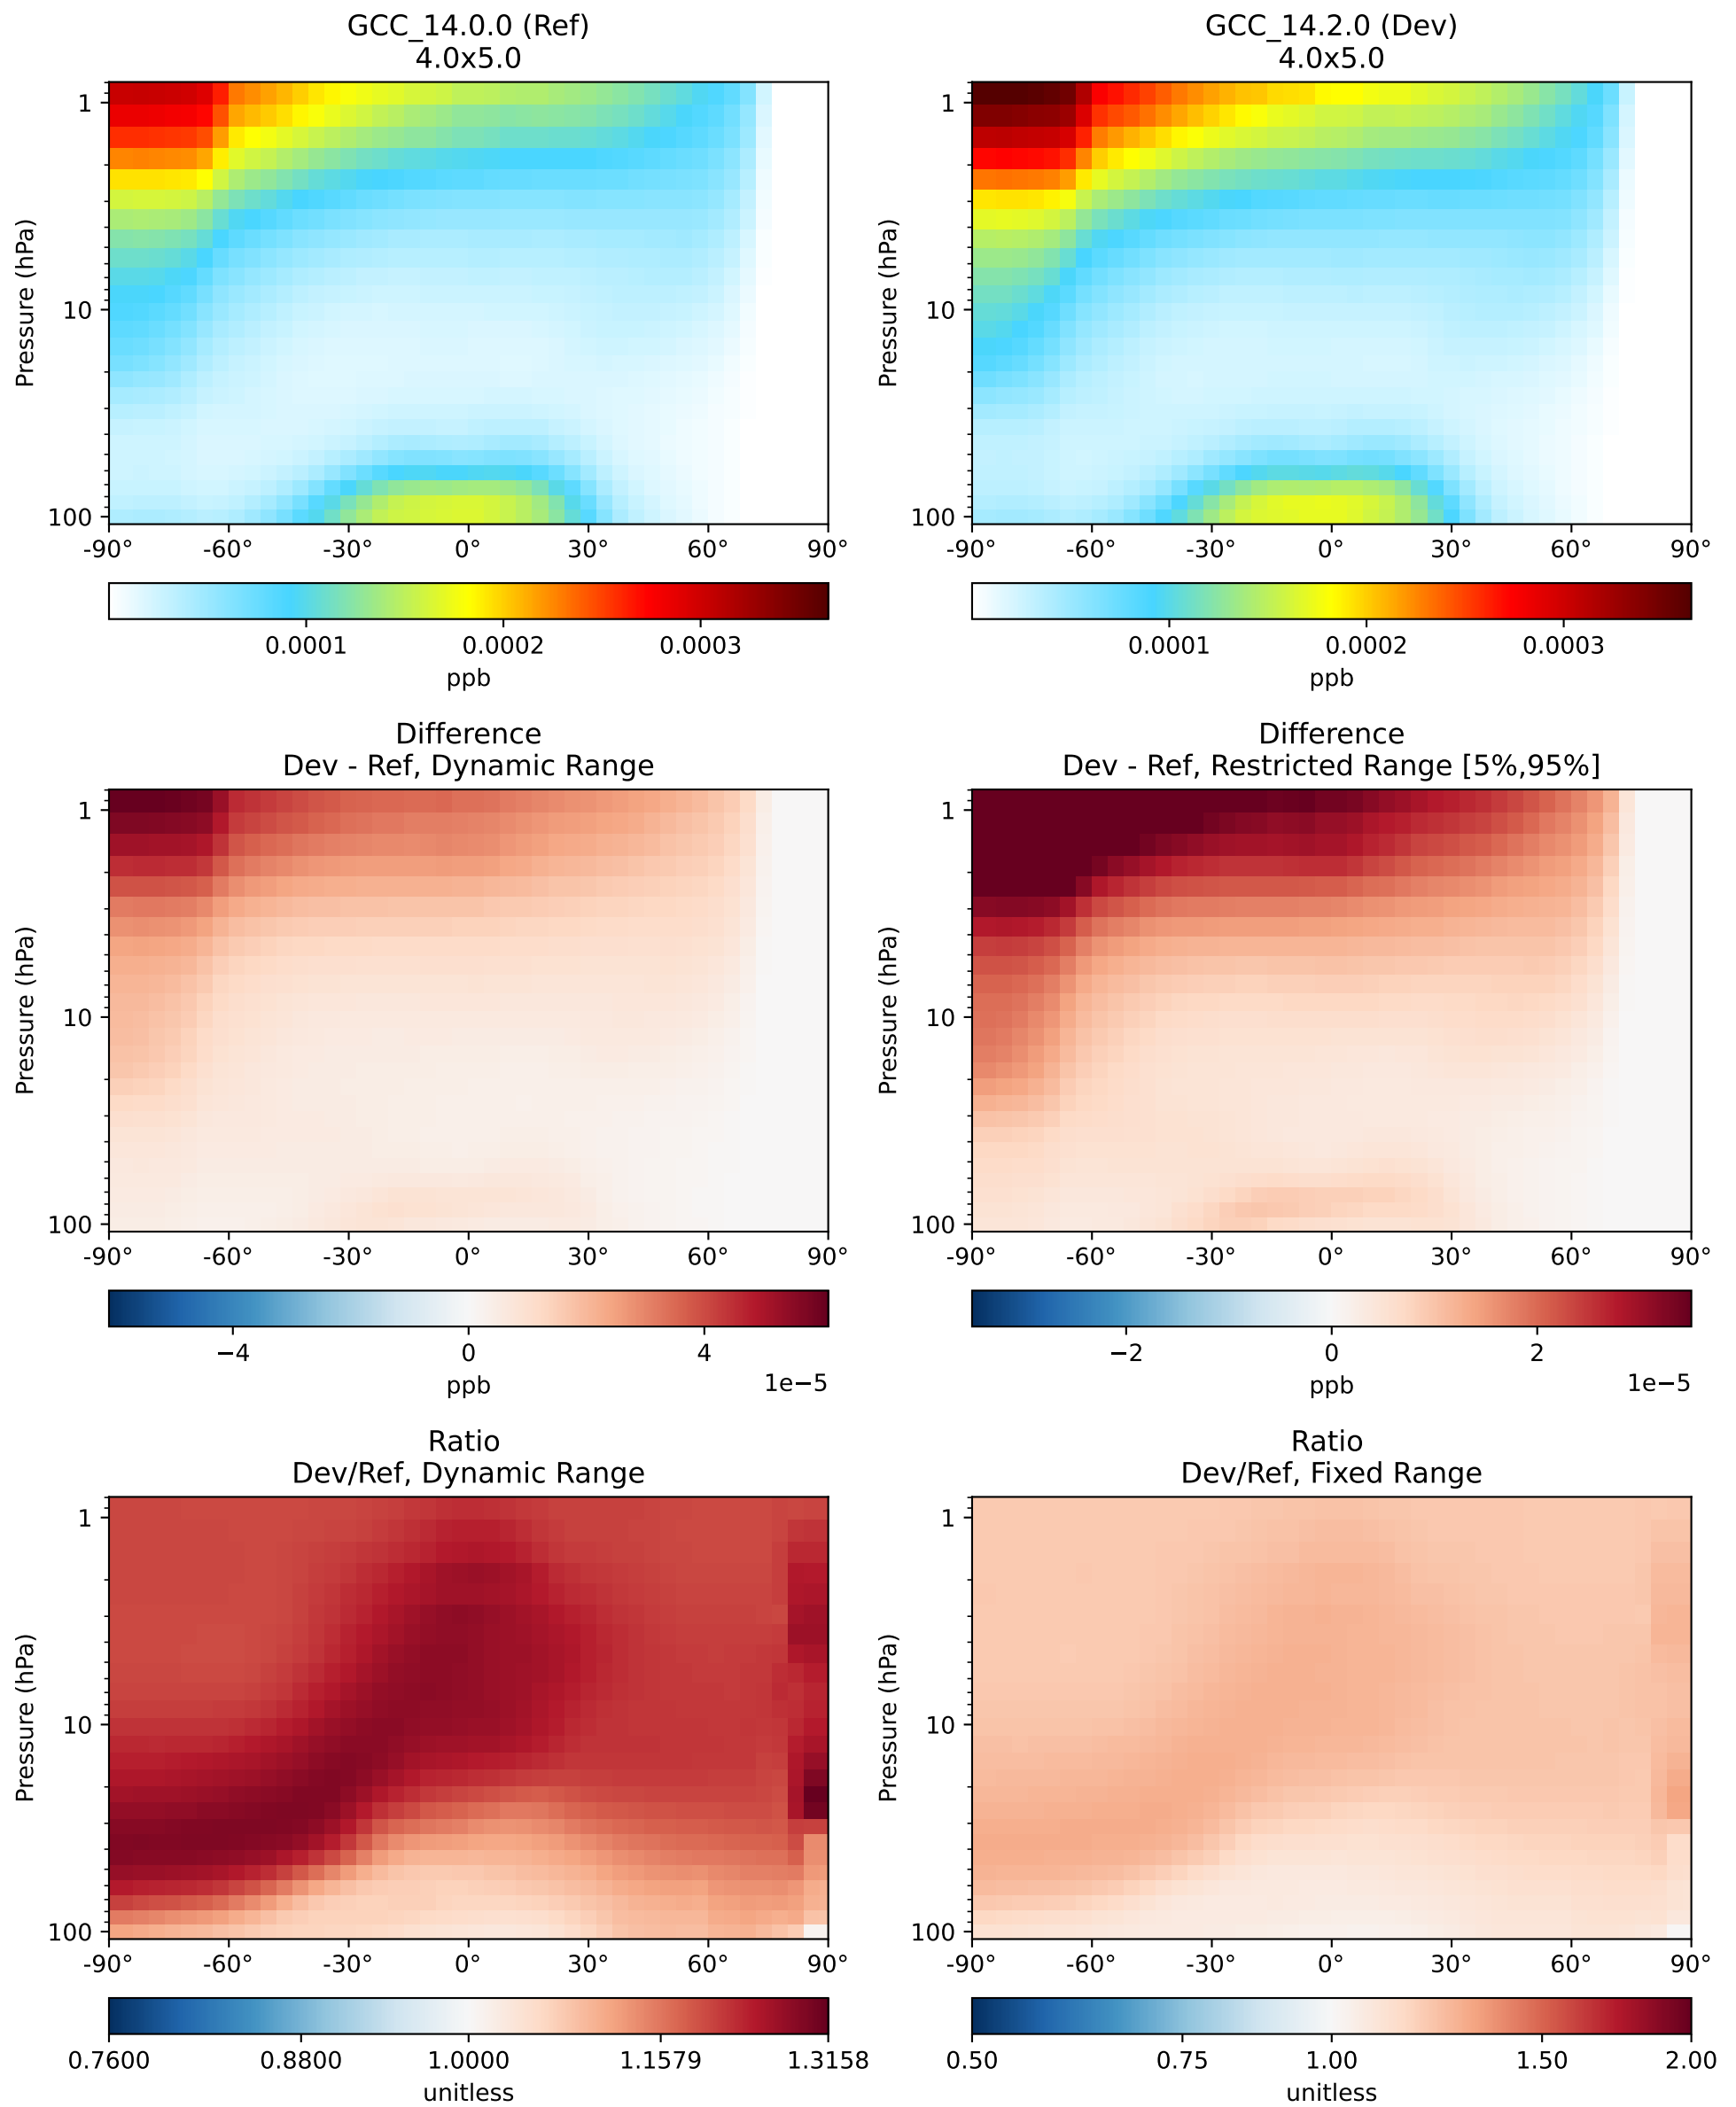 GCC_14.0.0 (Ref)
4.0x5.0
Pressure (hPa)
1
10
100
-90° -60° -30° 0° 30° 60° 90°
0.0001 0.0002 0.0003
ppb
GCC_14.2.0 (Dev)
4.0x5.0
Pressure (hPa)
1
10
100
-90° -60° -30° 0° 30° 60° 90°
0.0001 0.0002 0.0003
ppb
Difference
Dev - Ref, Dynamic Range
Pressure (hPa)
1
10
100
-90° -60° -30° 0° 30° 60° 90°
−4 0 4
ppb
1e−5
Difference
Dev - Ref, Restricted Range [5%,95%]
Pressure (hPa)
1
10
100
-90° -60° -30° 0° 30° 60° 90°
−2 0 2
ppb
1e−5
Ratio
Dev/Ref, Dynamic Range
Pressure (hPa)
1
10
100
-90° -60° -30° 0° 30° 60° 90°
0.7600 0.8800 1.0000 1.1579 1.3158
unitless
Ratio
Dev/Ref, Fixed Range
Pressure (hPa)
1
10
100
-90° -60° -30° 0° 30° 60° 90°
0.50 0.75 1.00 1.50 2.00
unitless